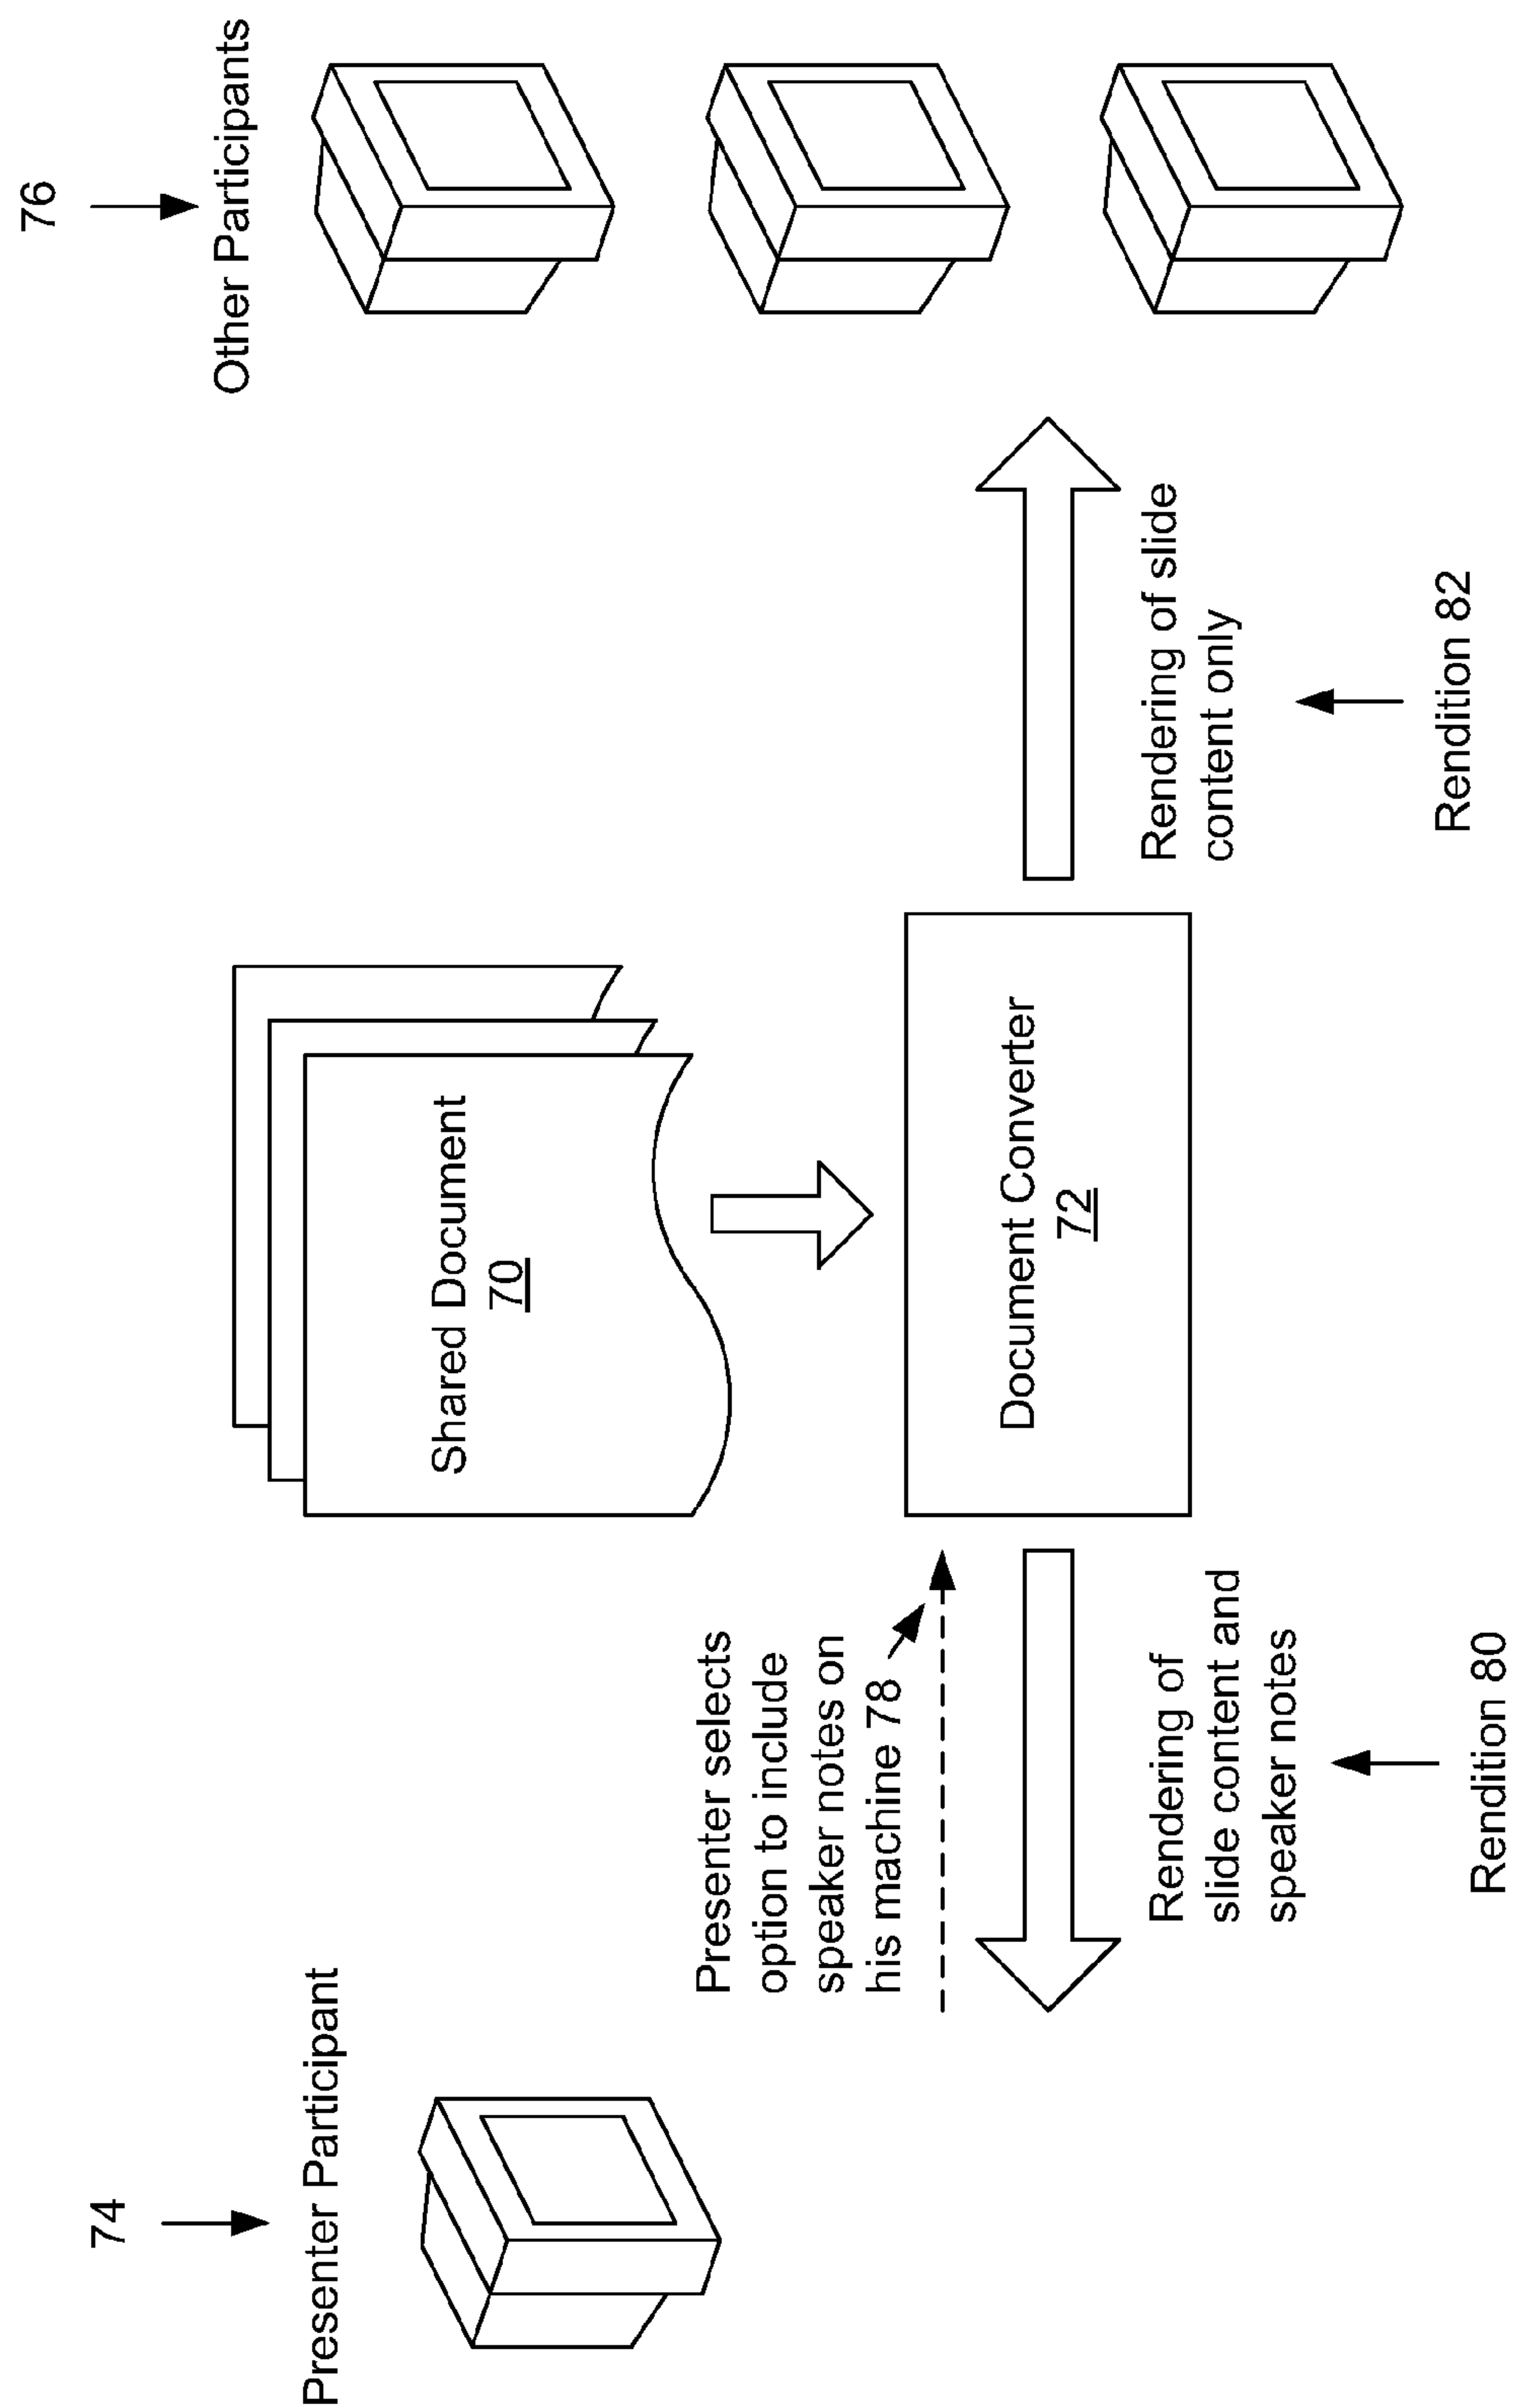 74
Presenter Participant
Shared Document
70
76
Other Participants
Presenter selects
option to include
speaker notes on
his machine 78
Document Converter
72
Rendering of
slide content and
speaker notes
Rendition 80
Rendering of slide
content only
Rendition 82